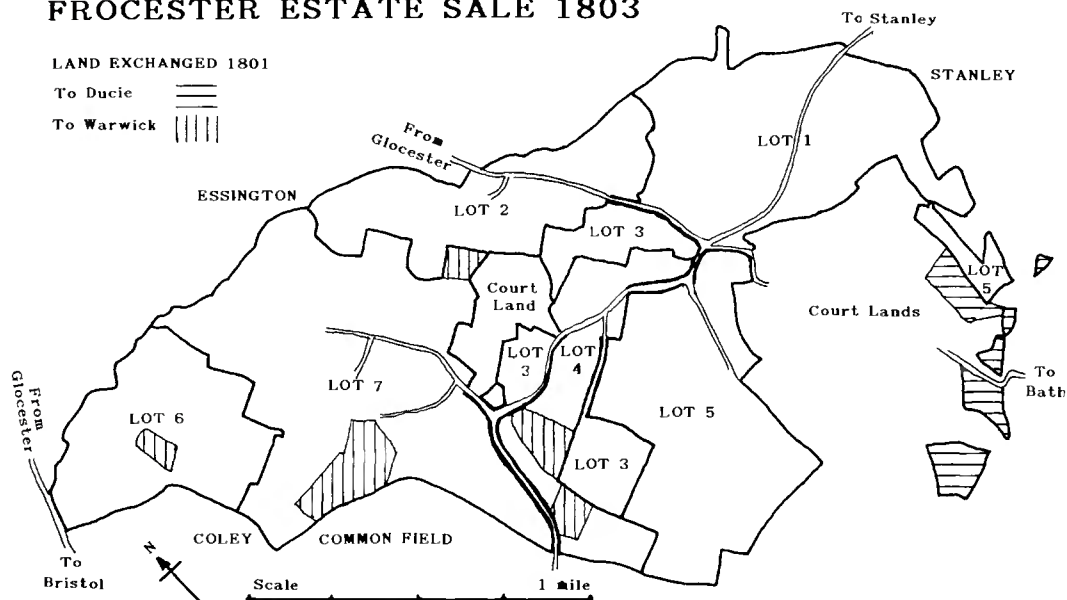 FROCESTER ESTATE SALE 1803
LAND EXCHANGED 1801
To Ducie
To Warwick
To Stanley
STANLEY
From
Glocester
LOT 1
ESSINGTON
LOT 2
LOT 3
Court
Land
LOT
5
Court Lands
LOT
3
LOT
4
To
Bath
LOT 7
From
Glocester
LOT 6
LOT 5
LOT 3
COLEY
COMMON FIELD
N
To
Bristol
Scale
1 mile